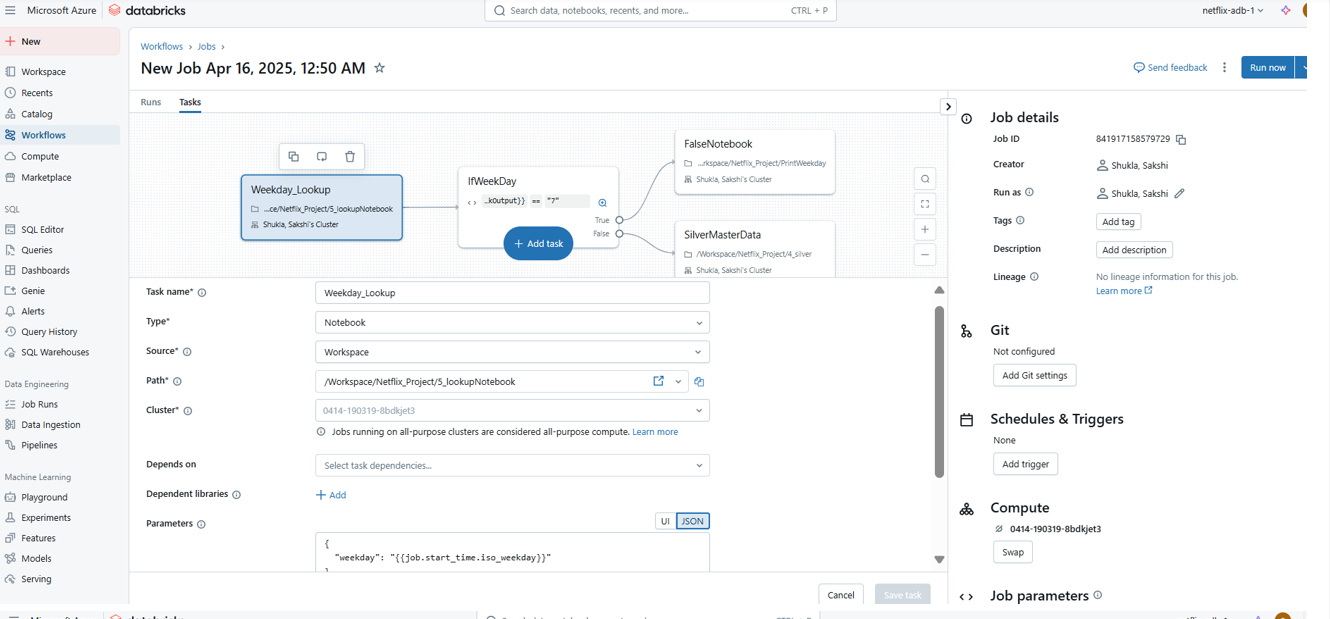 Microsoft Azure
databricks
Search data, notebooks, recents, and more...
CTRL + P
netflix-adb-1
New
Workspace
Recents
Catalog
Workflows
Compute
Marketplace
SQL
SQL Editor
Queries
Dashboards
Genie
Alerts
Query History
SQL Warehouses
Data Engineering
Job Runs
Data Ingestion
Pipelines
Machine Learning
Playground
Experiments
Features
Models
Serving
Workflows > Jobs >
New Job Apr 16, 2025, 12:50 AM
Send feedback
Run now
Runs
Tasks
Weekday_Lookup
...ce/Netflix_Project/5_lookupNotebook
Shukla, Sakshi's Cluster
IfWeekDay
...kOutput}} == "7"
True
False
Add task
FalseNotebook
...rkspace/Netflix_Project/PrintWeekday
Shukla, Sakshi's Cluster
SilverMasterData
/Workspace/Netflix_Project/4_silver
Shukla, Sakshi's Cluster
Task name*
Weekday_Lookup
Type*
Notebook
Source*
Workspace
Path*
/Workspace/Netflix_Project/5_lookupNotebook
Cluster*
0414-190319-8bdkjet3
Jobs running on all-purpose clusters are considered all-purpose compute. Learn more
Depends on
Select task dependencies...
Dependent libraries
+ Add
Parameters
UI
JSON
{
"weekday": "{{job.start_time.iso_weekday}}"
Cancel
Save task
Job details
Job ID
841917158579729
Creator
Shukla, Sakshi
Run as
Shukla, Sakshi
Tags
Add tag
Description
Add description
Lineage
No lineage information for this job.
Learn more
Git
Not configured
Add Git settings
Schedules & Triggers
None
Add trigger
Compute
0414-190319-8bdkjet3
Swap
Job parameters